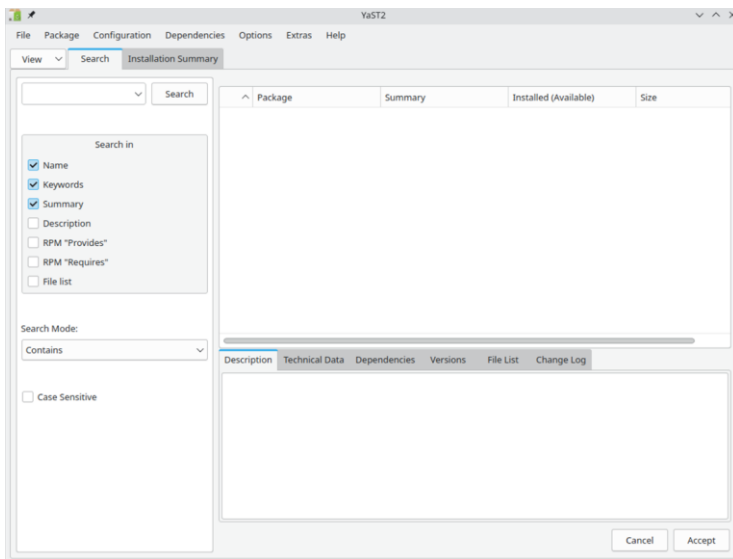 YaST2
File Package Configuration Dependencies Options Extras Help
View Search Installation Summary
Search
Package Summary Installed (Available) Size
Search in
Name
Keywords
Summary
Description
RPM "Provides"
RPM "Requires"
File list
Search Mode:
Contains
Case Sensitive
Description Technical Data Dependencies Versions File List Change Log
Cancel Accept